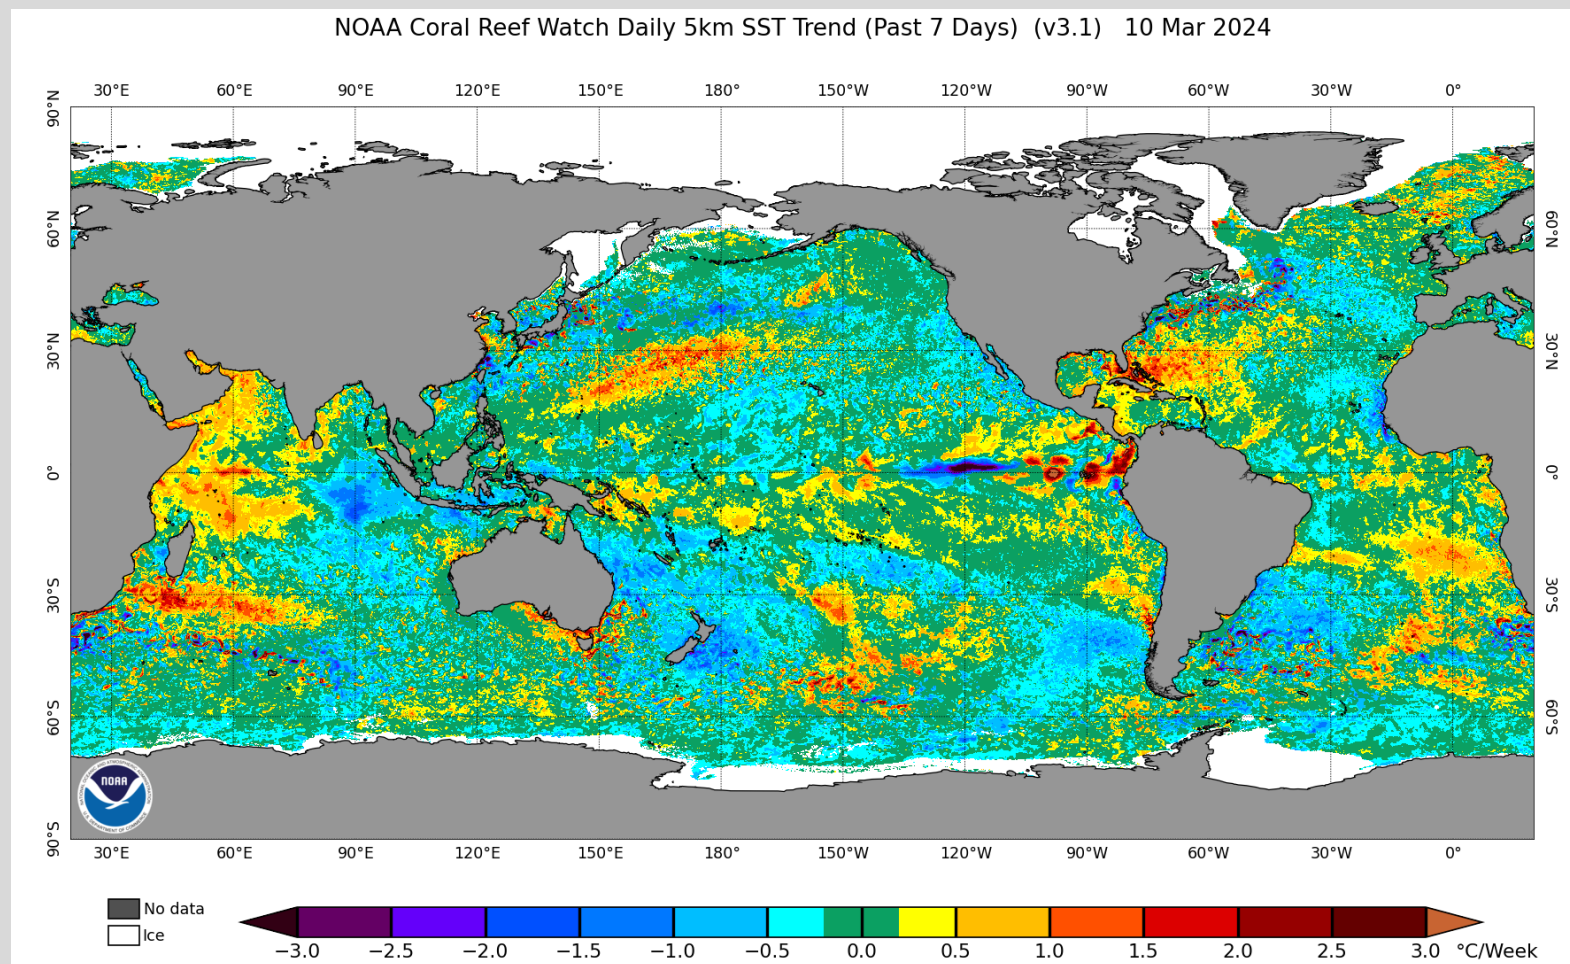 NOAA Coral Reef Watch Daily 5km SST Trend (Past 7 Days) (v3.1) 10 Mar 2024
30°E 60°E 90°E 120°E 150°E 180° 150°W 120°W 90°W 60°W 30°W 0°
90°N
60°N 60°N
30°N 30°N
0° 0°
30°S 30°S
60°S 60°S
90°S
NOAA
30°E 60°E 90°E 120°E 150°E 180° 150°W 120°W 90°W 60°W 30°W 0°
No data
Ice
−3.0 −2.5 −2.0 −1.5 −1.0 −0.5 0.0 0.5 1.0 1.5 2.0 2.5 3.0 °C/Week